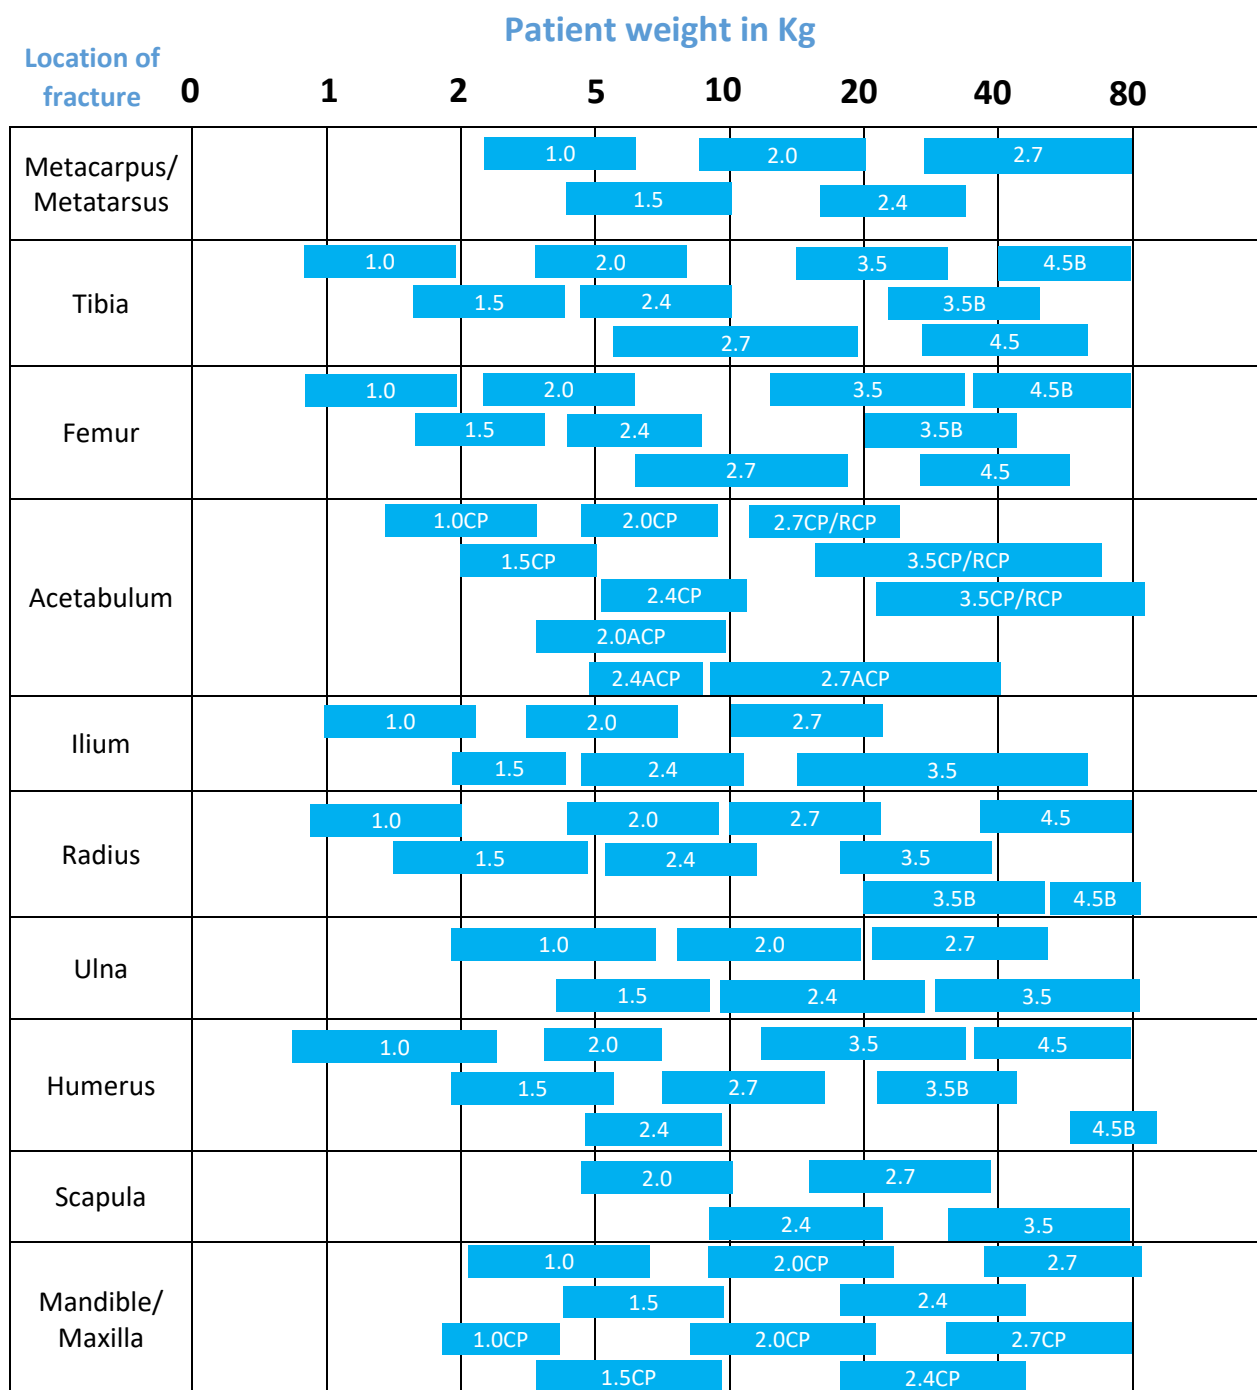 Patient weight in Kg
Location of
fracture
0 1 2 5 10 20 40 80
Metacarpus/
Metatarsus
1.0 2.0 2.7
1.5 2.4
Tibia
1.0 2.0 3.5 4.5B
1.5 2.4 3.5B
2.7 4.5
Femur
1.0 2.0 3.5 4.5B
1.5 2.4 3.5B
2.7 4.5
Acetabulum
1.0CP 2.0CP 2.7CP/RCP
1.5CP 3.5CP/RCP
2.4CP 3.5CP/RCP
2.0ACP
2.4ACP 2.7ACP
Ilium
1.0 2.0 2.7
1.5 2.4 3.5
Radius
1.0 2.0 2.7 4.5
1.5 2.4 3.5
3.5B 4.5B
Ulna
1.0 2.0 2.7
1.5 2.4 3.5
Humerus
1.0 2.0 3.5 4.5
1.5 2.7 3.5B
2.4 4.5B
Scapula
2.0 2.7
2.4 3.5
Mandible/
Maxilla
1.0 2.0CP 2.7
1.5 2.4
1.0CP 2.0CP 2.7CP
1.5CP 2.4CP